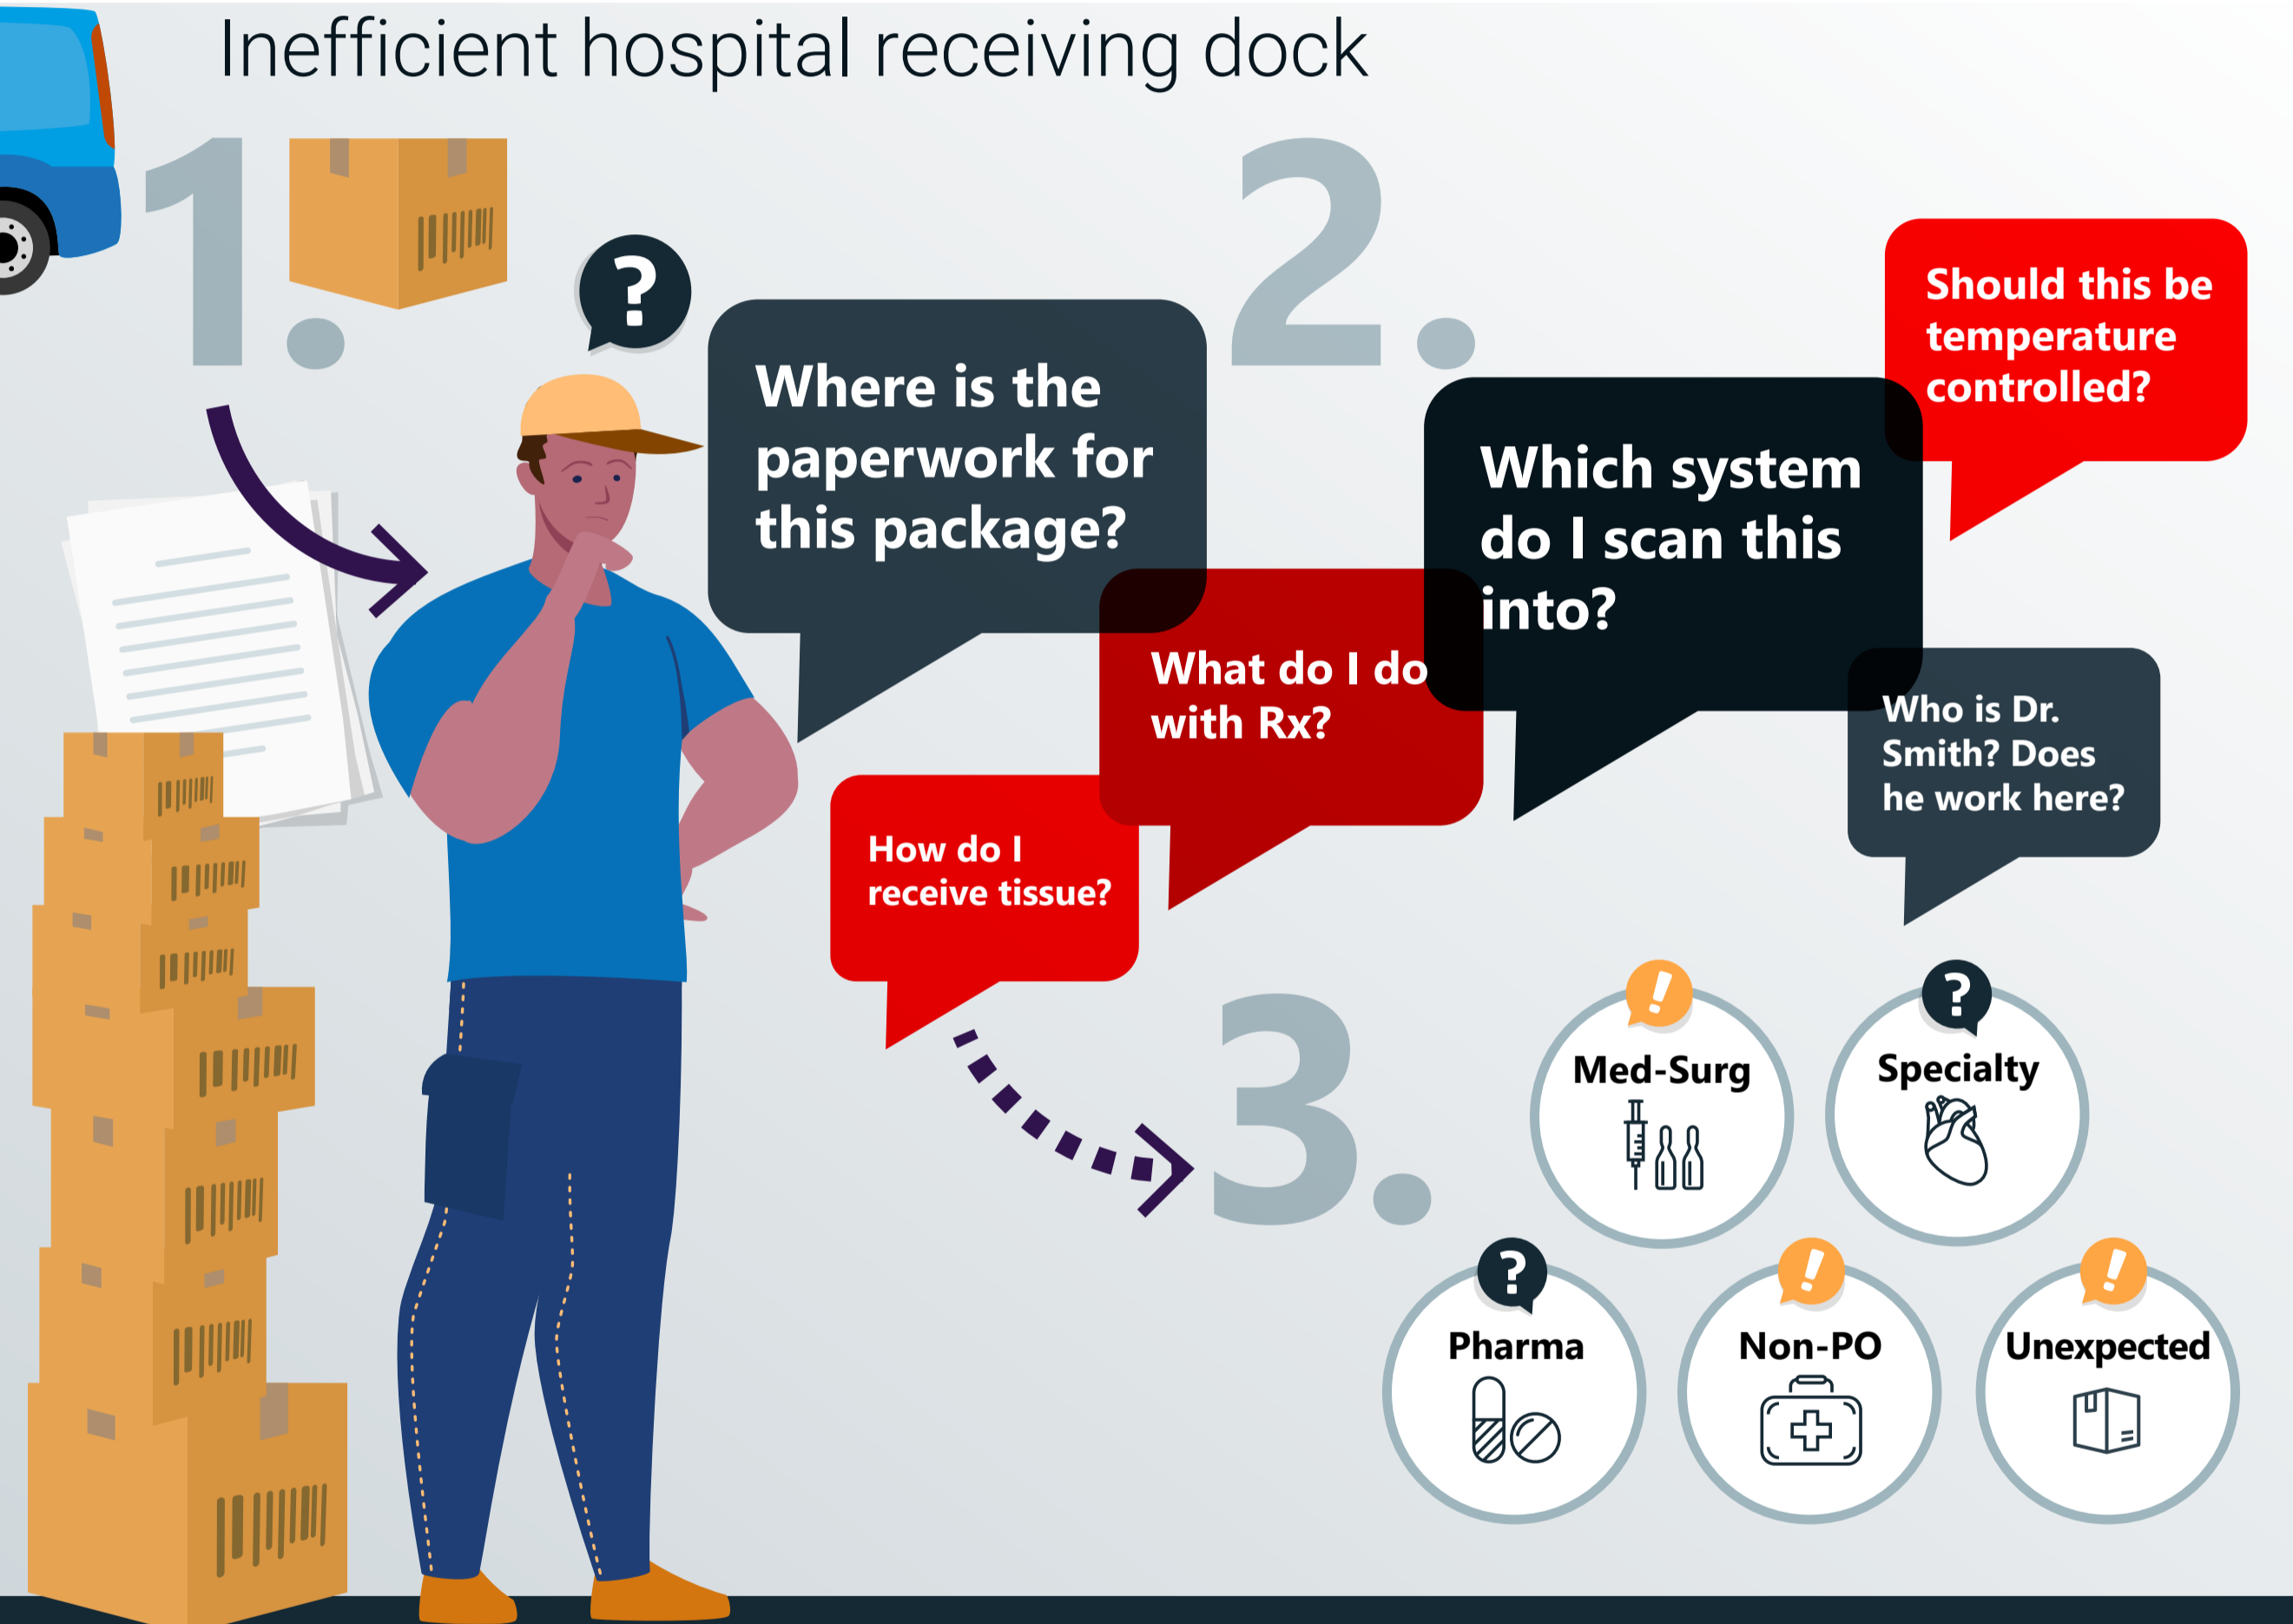 Inefficient hospital receiving dock
1.
?
Where is the
paperwork for
this package?
2.
Should this be
temperature
controlled?
Which system
do I scan this
into?
What do I do
with Rx?
Who is Dr.
Smith? Does
he work here?
How do I
receive tissue?
3.
!
Med-Surg
?
Specialty
?
Pharma
!
Non-PO
!
Unexpected